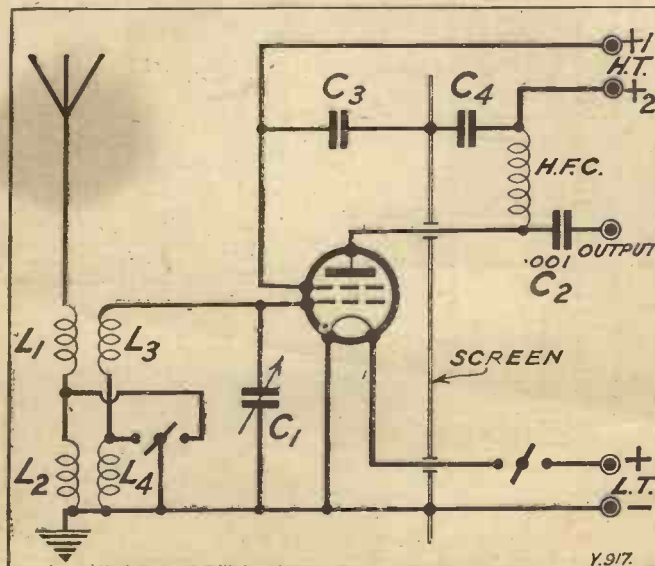 +1
H.T.
+2
C3
C4
H.F.C.
.001
OUTPUT
C2
L1
L3
SCREEN
C1
L2
L4
+
L.T.
−
Y.917.